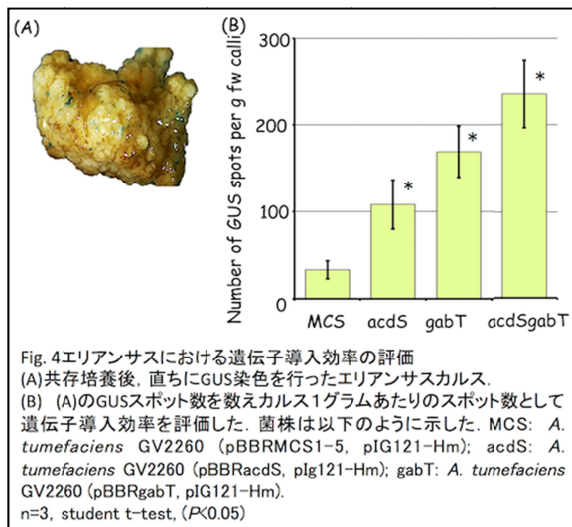 (A)
(B)
Number of GUS spots per g fw calli
300
200
100
0
*
*
*
MCS
acdS
gabT
acdSgabT
Fig. 4エリアンサスにおける遺伝子導入効率の評価
(A)共存培養後, 直ちにGUS染色を行ったエリアンサスカルス.
(B) (A)のGUSスポット数を数えカルス1グラムあたりのスポット数として
遺伝子導入効率を評価した. 菌株は以下のように示した. MCS: A.
tumefaciens GV2260 (pBBRMCS1-5, pIG121-Hm); acdS: A.
tumefaciens GV2260 (pBBRacdS, pIg121-Hm); gabT: A. tumefaciens
GV2260 (pBBRgabT, pIG121-Hm).
n=3, student t-test, (P<0.05)